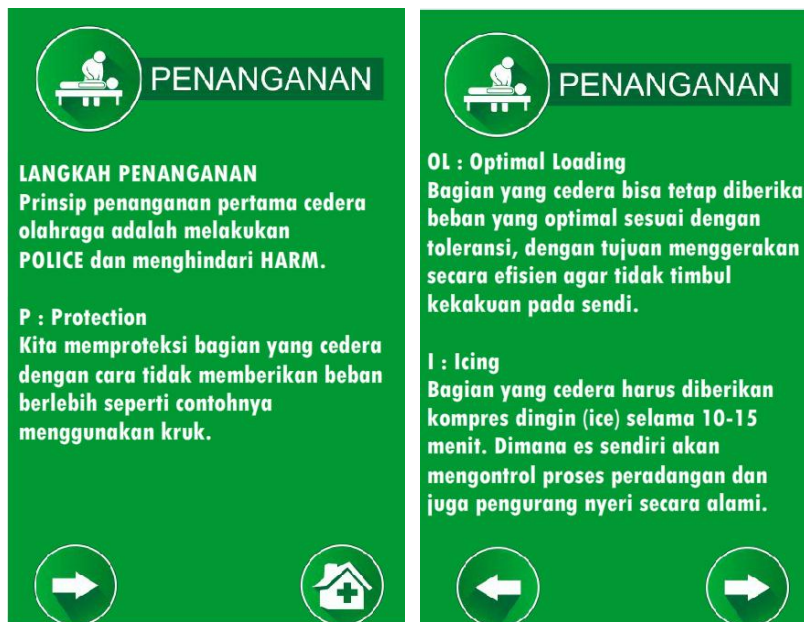 PENANGANAN
LANGKAH PENANGANAN
Prinsip penanganan pertama cedera
olahraga adalah melakukan
POLICE dan menghindari HARM.
P : Protection
Kita memproteksi bagian yang cedera
dengan cara tidak memberikan beban
berlebih seperti contohnya
menggunakan kruk.
PENANGANAN
OL : Optimal Loading
Bagian yang cedera bisa tetap diberika
beban yang optimal sesuai dengan
toleransi, dengan tujuan menggerakan
secara efisien agar tidak timbul
kekakuan pada sendi.
I : Icing
Bagian yang cedera harus diberikan
kompres dingin (ice) selama 10-15
menit. Dimana es sendiri akan
mengontrol proses peradangan dan
juga pengurang nyeri secara alami.